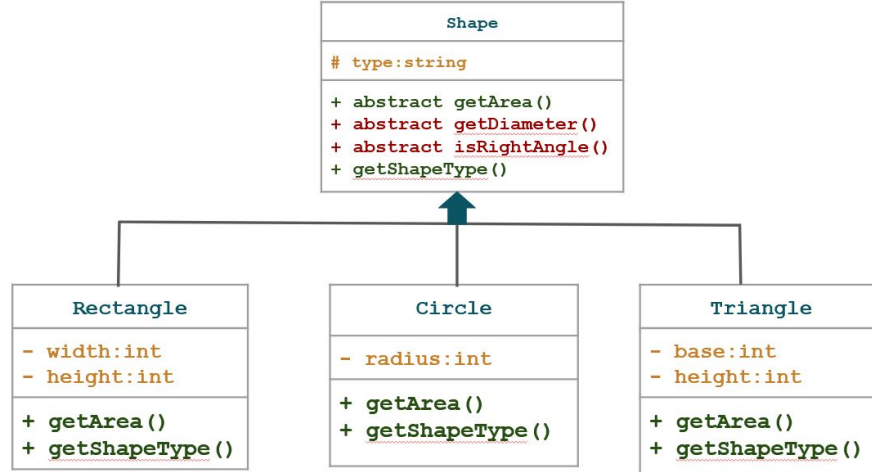 Shape
# type:string
+ abstract getArea()
+ abstract getDiameter()
+ abstract isRightAngle()
+ getShapeType()
Rectangle
- width:int
- height:int
+ getArea()
+ getShapeType()
Circle
- radius:int
+ getArea()
+ getShapeType()
Triangle
- base:int
- height:int
+ getArea()
+ getShapeType()